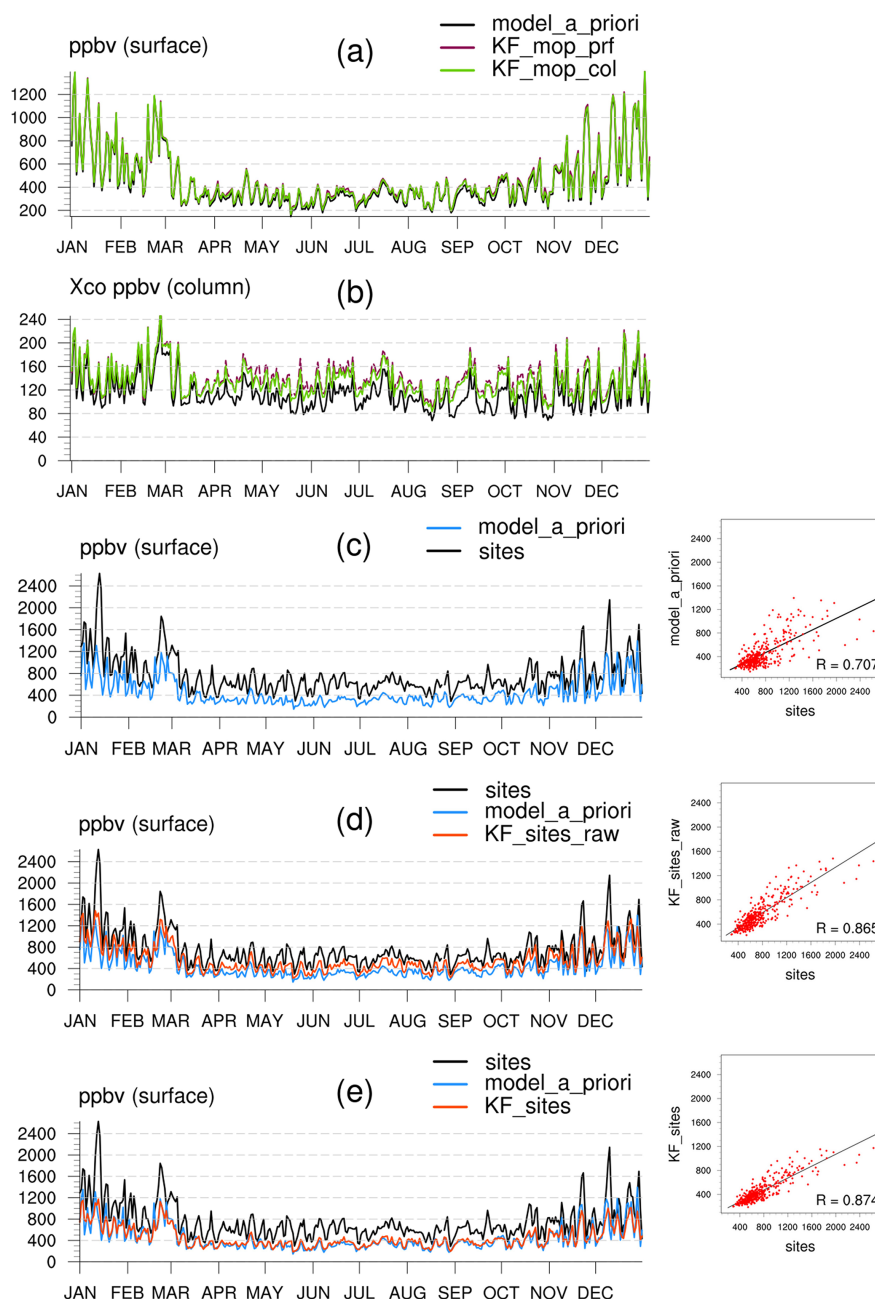 model_a_priori
ppbv (surface) (a) KF_mop_prf
KF_mop_col
1200
1000
800
600
400
200
JAN FEB MAR APR MAY JUN JUL AUG SEP OCT NOV DEC
Xco ppbv (column) (b)
240
200
160
120
80
40
0
JAN FEB MAR APR MAY JUN JUL AUG SEP OCT NOV DEC
ppbv (surface) (c) model_a_priori
sites
2400
2000
1600
1200
800
400
0
JAN FEB MAR APR MAY JUN JUL AUG SEP OCT NOV DEC
model_a_priori
2400
2000
1600
1200
800
400
R = 0.707
400 800 1200 1600 2000 2400
sites
sites
ppbv (surface) (d) model_a_priori
KF_sites_raw
2400
2000
1600
1200
800
400
0
JAN FEB MAR APR MAY JUN JUL AUG SEP OCT NOV DEC
KF_sites_raw
2400
2000
1600
1200
800
400
R = 0.865
400 800 1200 1600 2000 2400
sites
sites
ppbv (surface) (e) model_a_priori
KF_sites
2400
2000
1600
1200
800
400
0
JAN FEB MAR APR MAY JUN JUL AUG SEP OCT NOV DEC
KF_sites
2400
2000
1600
1200
800
400
R = 0.874
400 800 1200 1600 2000 2400
sites